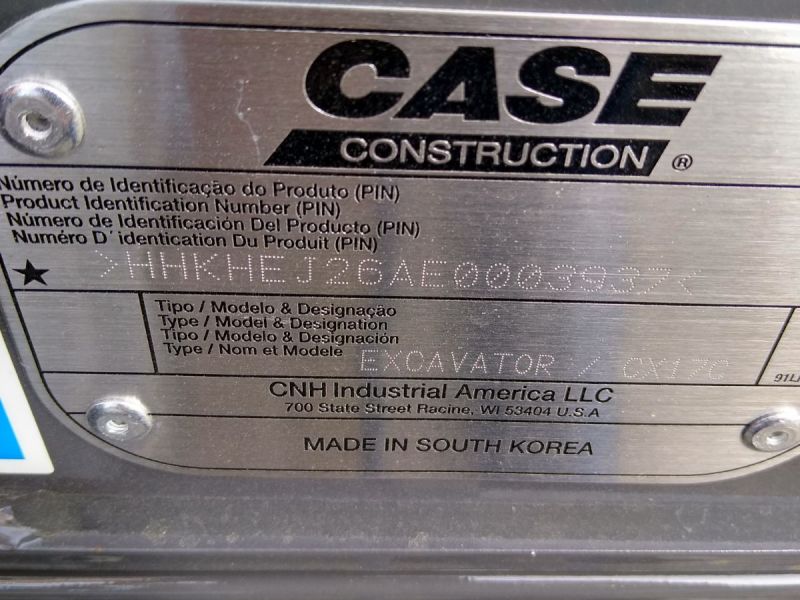 CASE
CONSTRUCTION ®
Número de Identificação do Produto (PIN)
Product Identification Number (PIN)
Número de Identificación Del Producto (PIN)
Numéro D'identication Du Produit (PIN)
★ >HHKHEJ26AE0003937<
Tipo / Modelo & Designação
Type / Model & Designation
Tipo / Modelo & Designación
Type / Nom et Modele
EXCAVATOR / CX17C
CNH Industrial America LLC
700 State Street Racine, WI 53404 U.S.A
MADE IN SOUTH KOREA